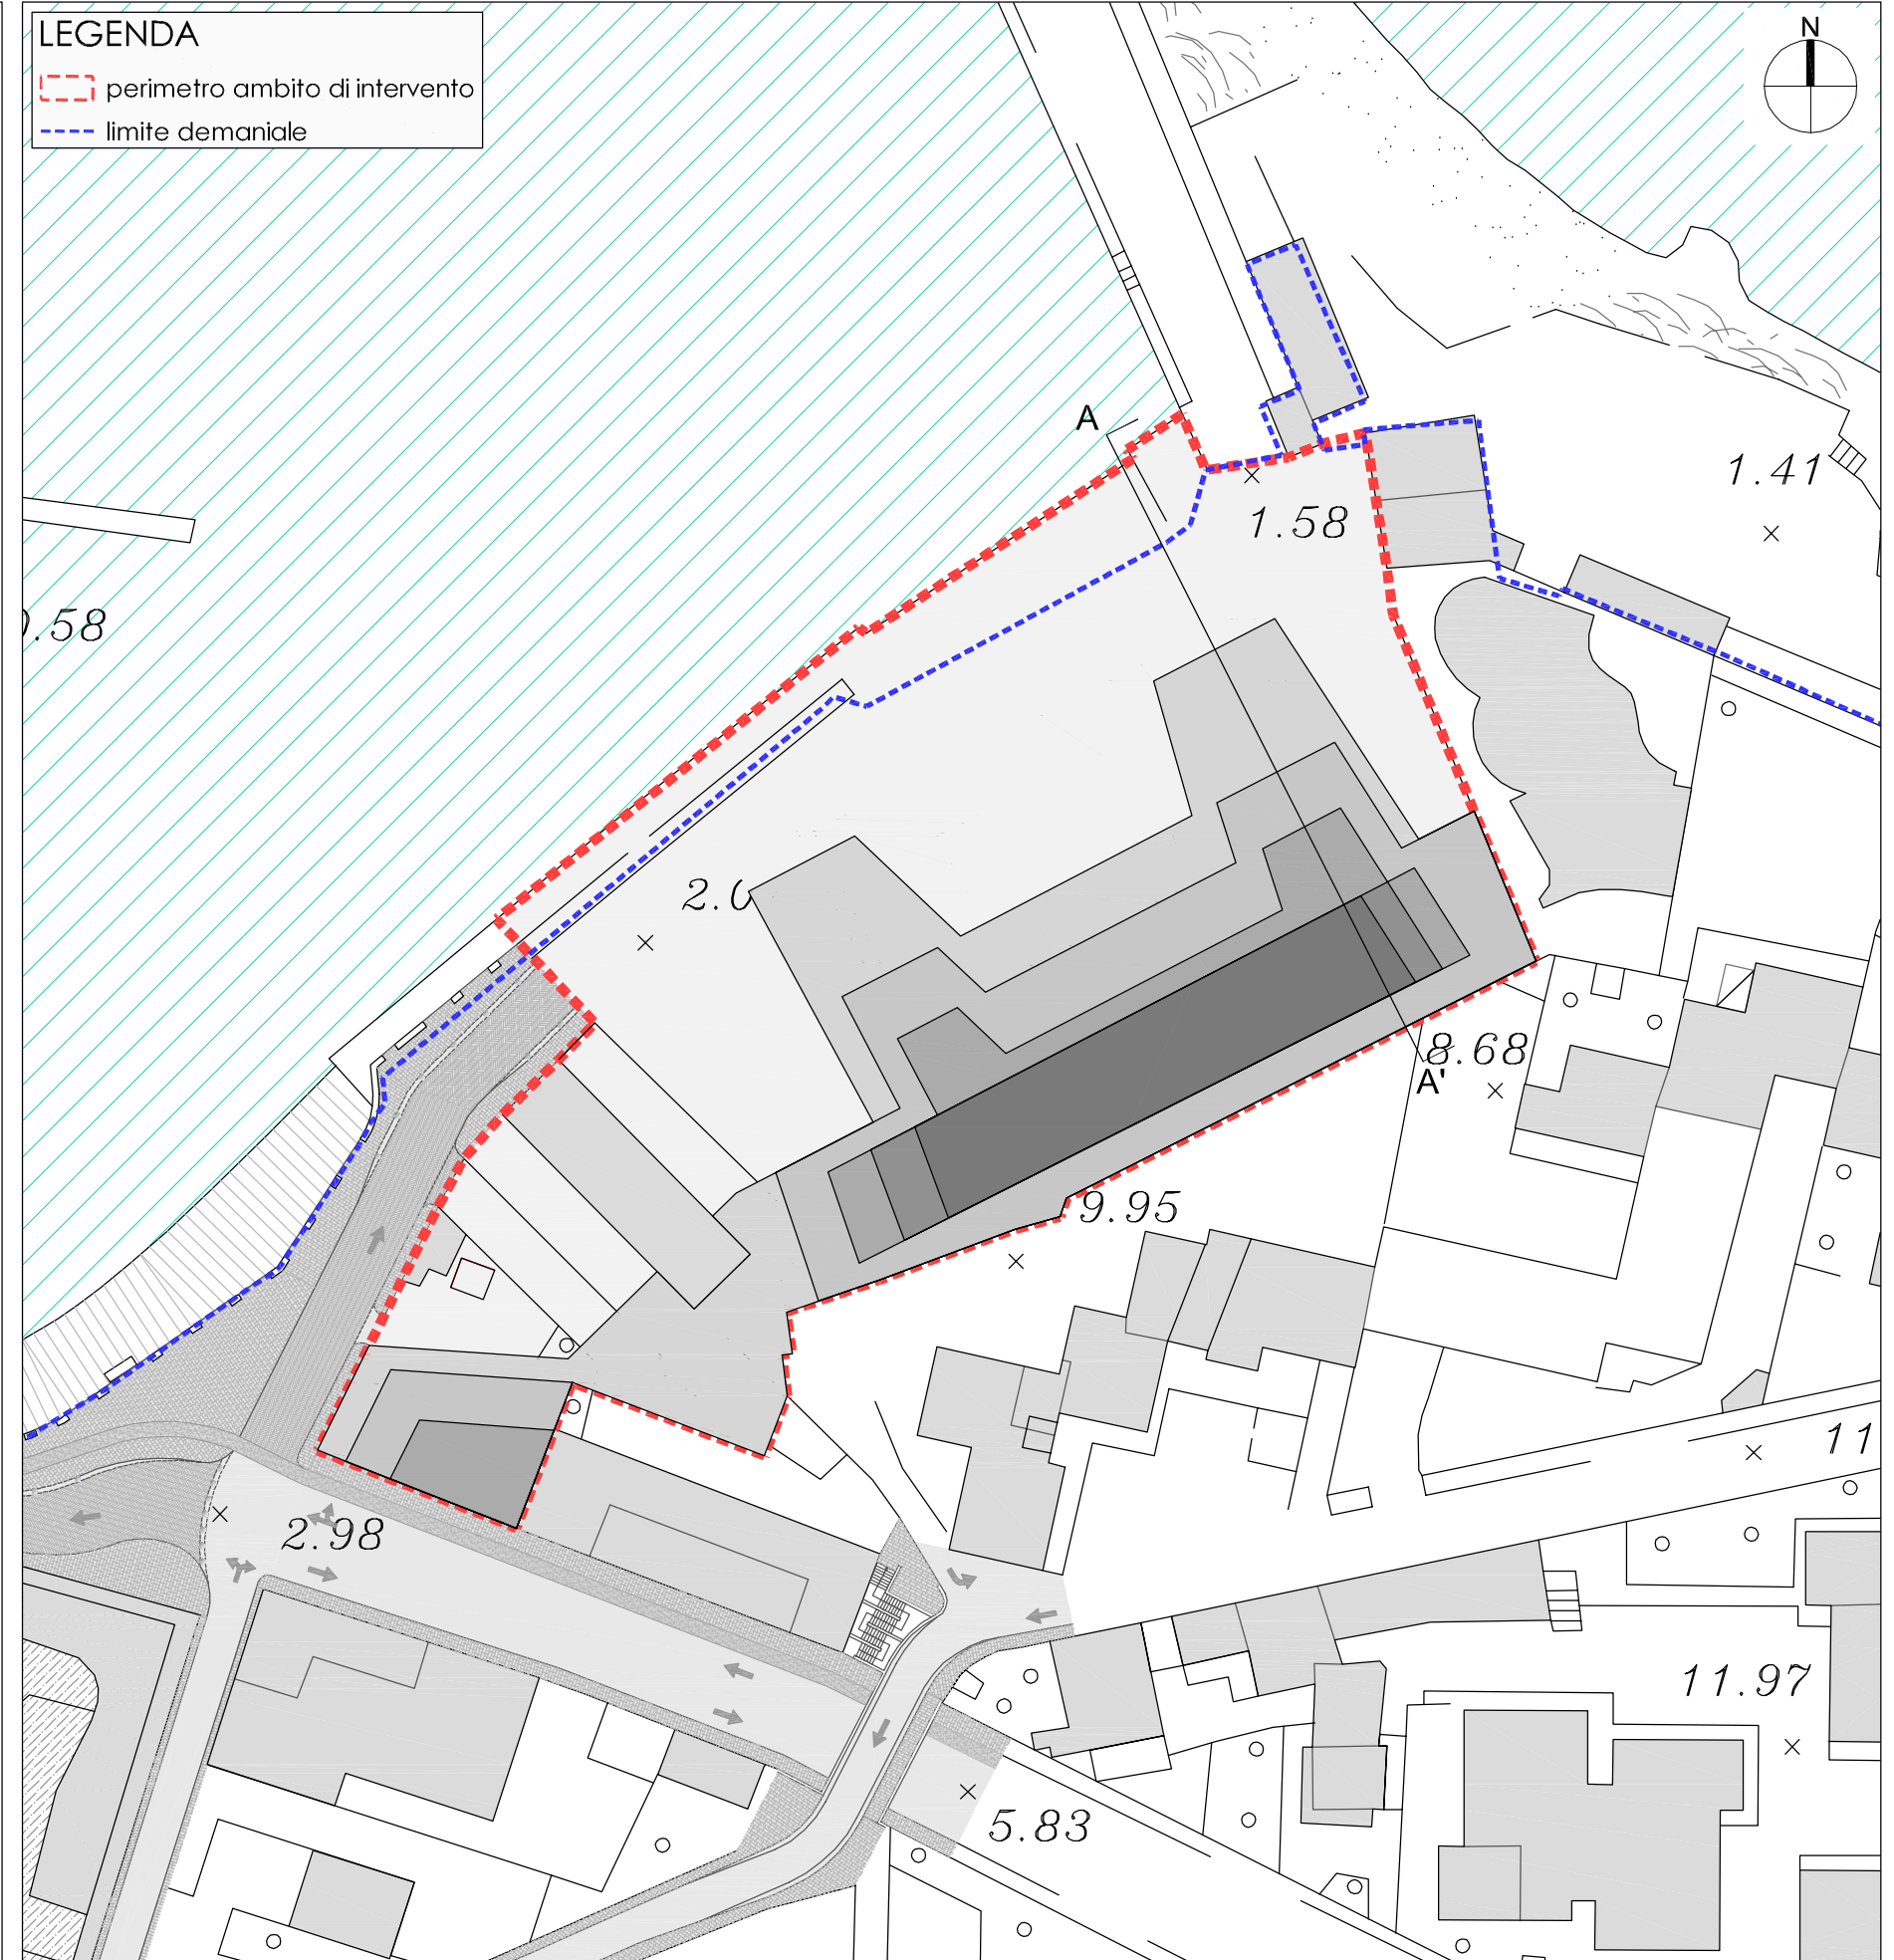 LEGENDA
perimetro ambito di intervento
limite demaniale
N
A
1.41
1.58
.58
2.0
8.68
A'
9.95
11
2.98
11.97
5.83